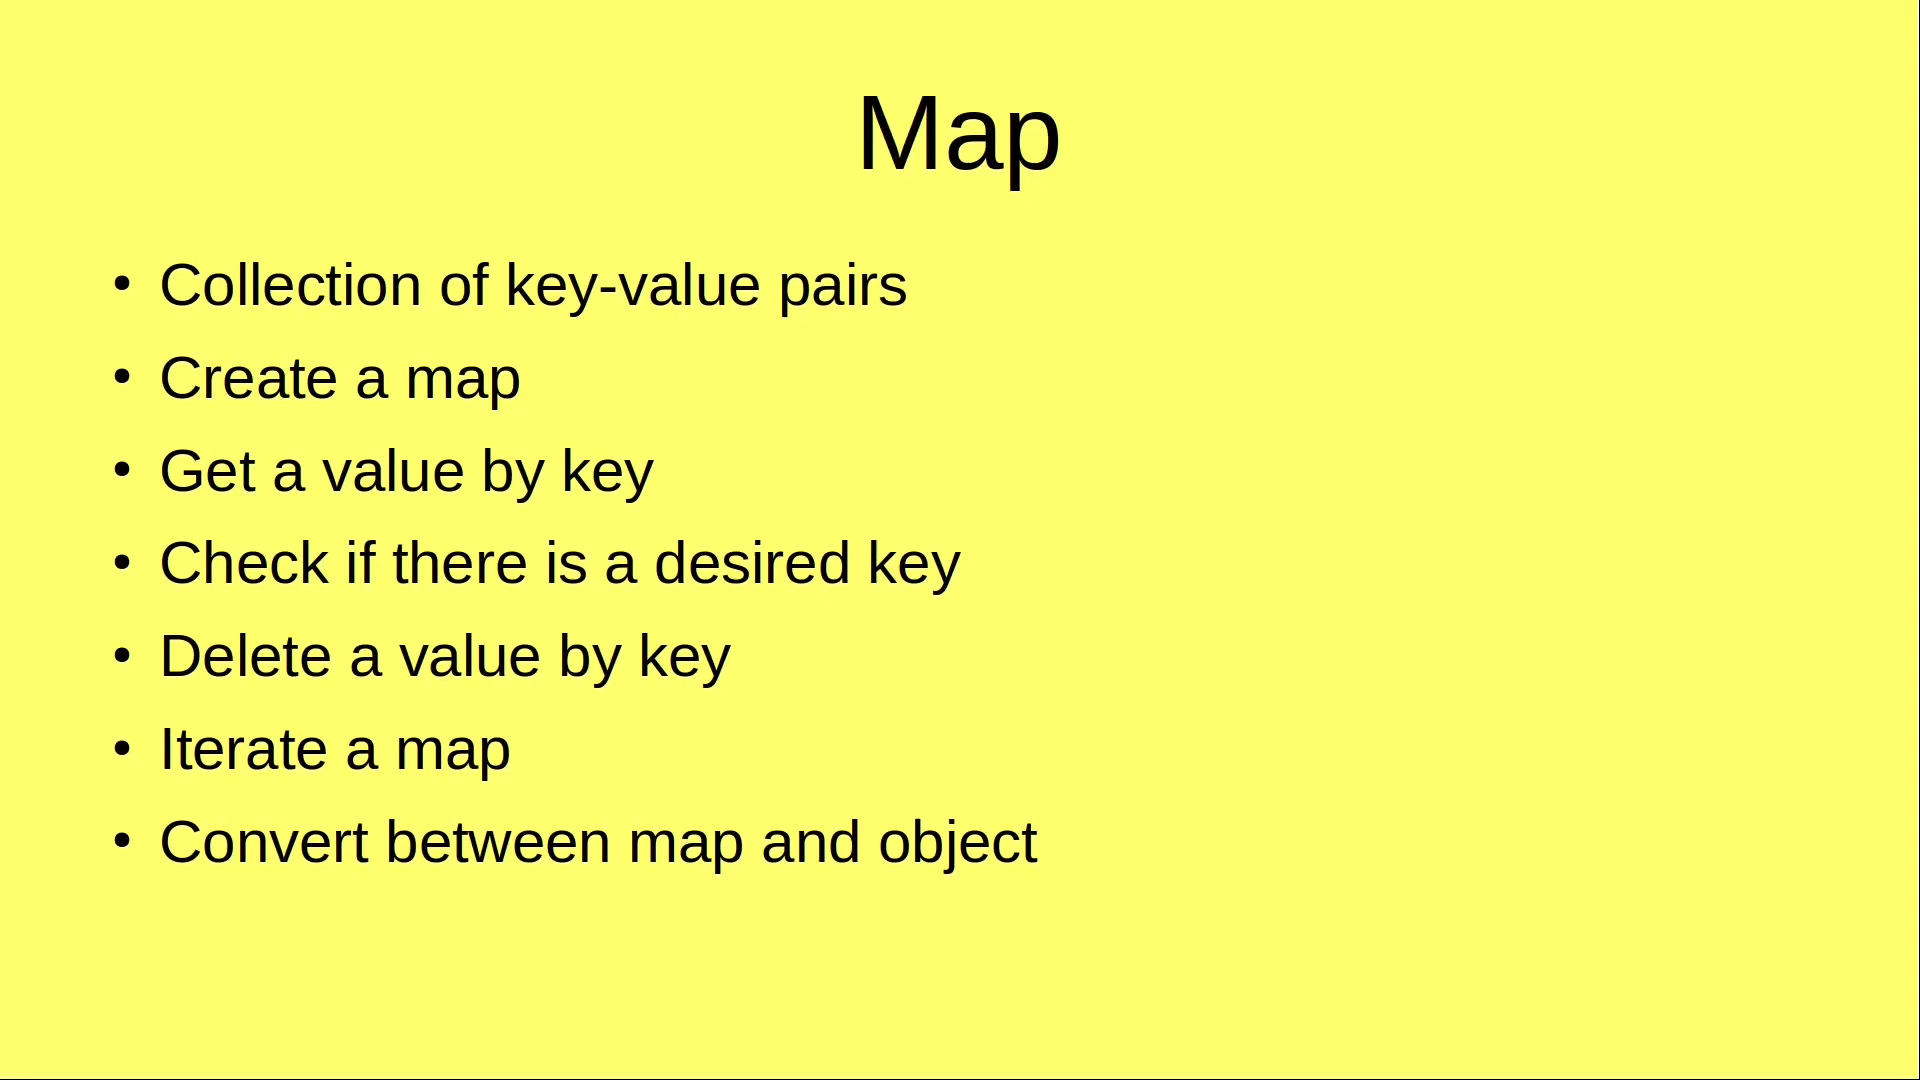 Map
• Collection of key-value pairs
• Create a map
• Get a value by key
• Check if there is a desired key
• Delete a value by key
• Iterate a map
• Convert between map and object